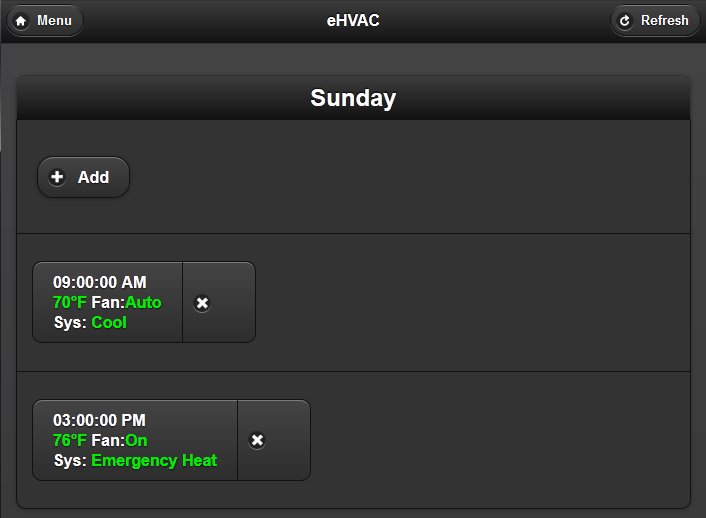 Menu
eHVAC
Refresh
Sunday
Add
09:00:00 AM
70°F Fan:Auto
Sys: Cool
03:00:00 PM
76°F Fan:On
Sys: Emergency Heat